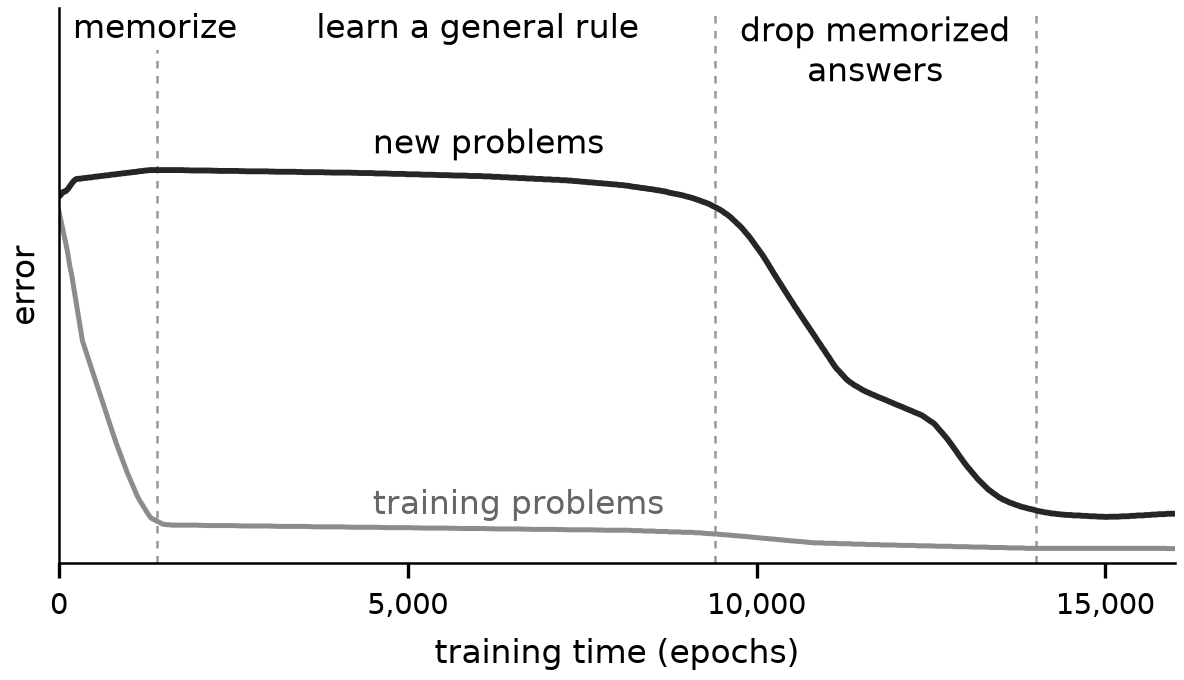 memorize
learn a general rule
drop memorized
answers
new problems
error
training problems
0
5,000
10,000
15,000
training time (epochs)